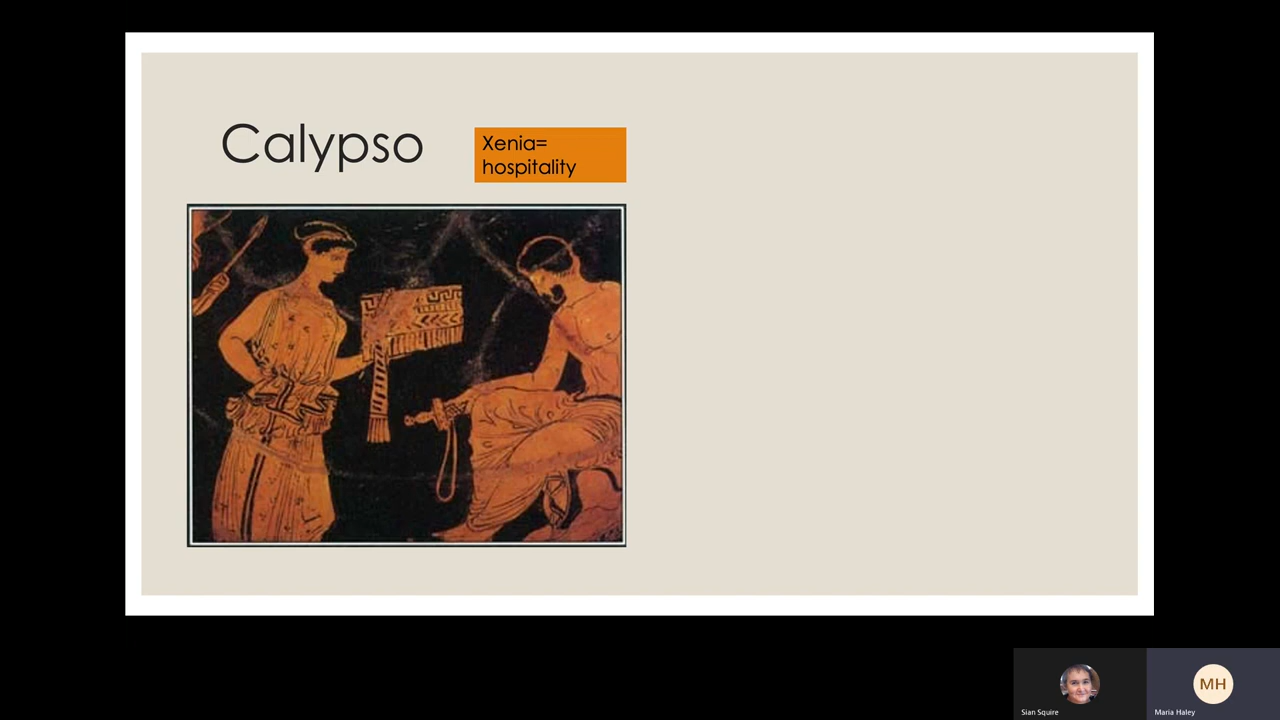 Calypso
Xenia=
hospitality
MH
Sian Squire
Maria Haley